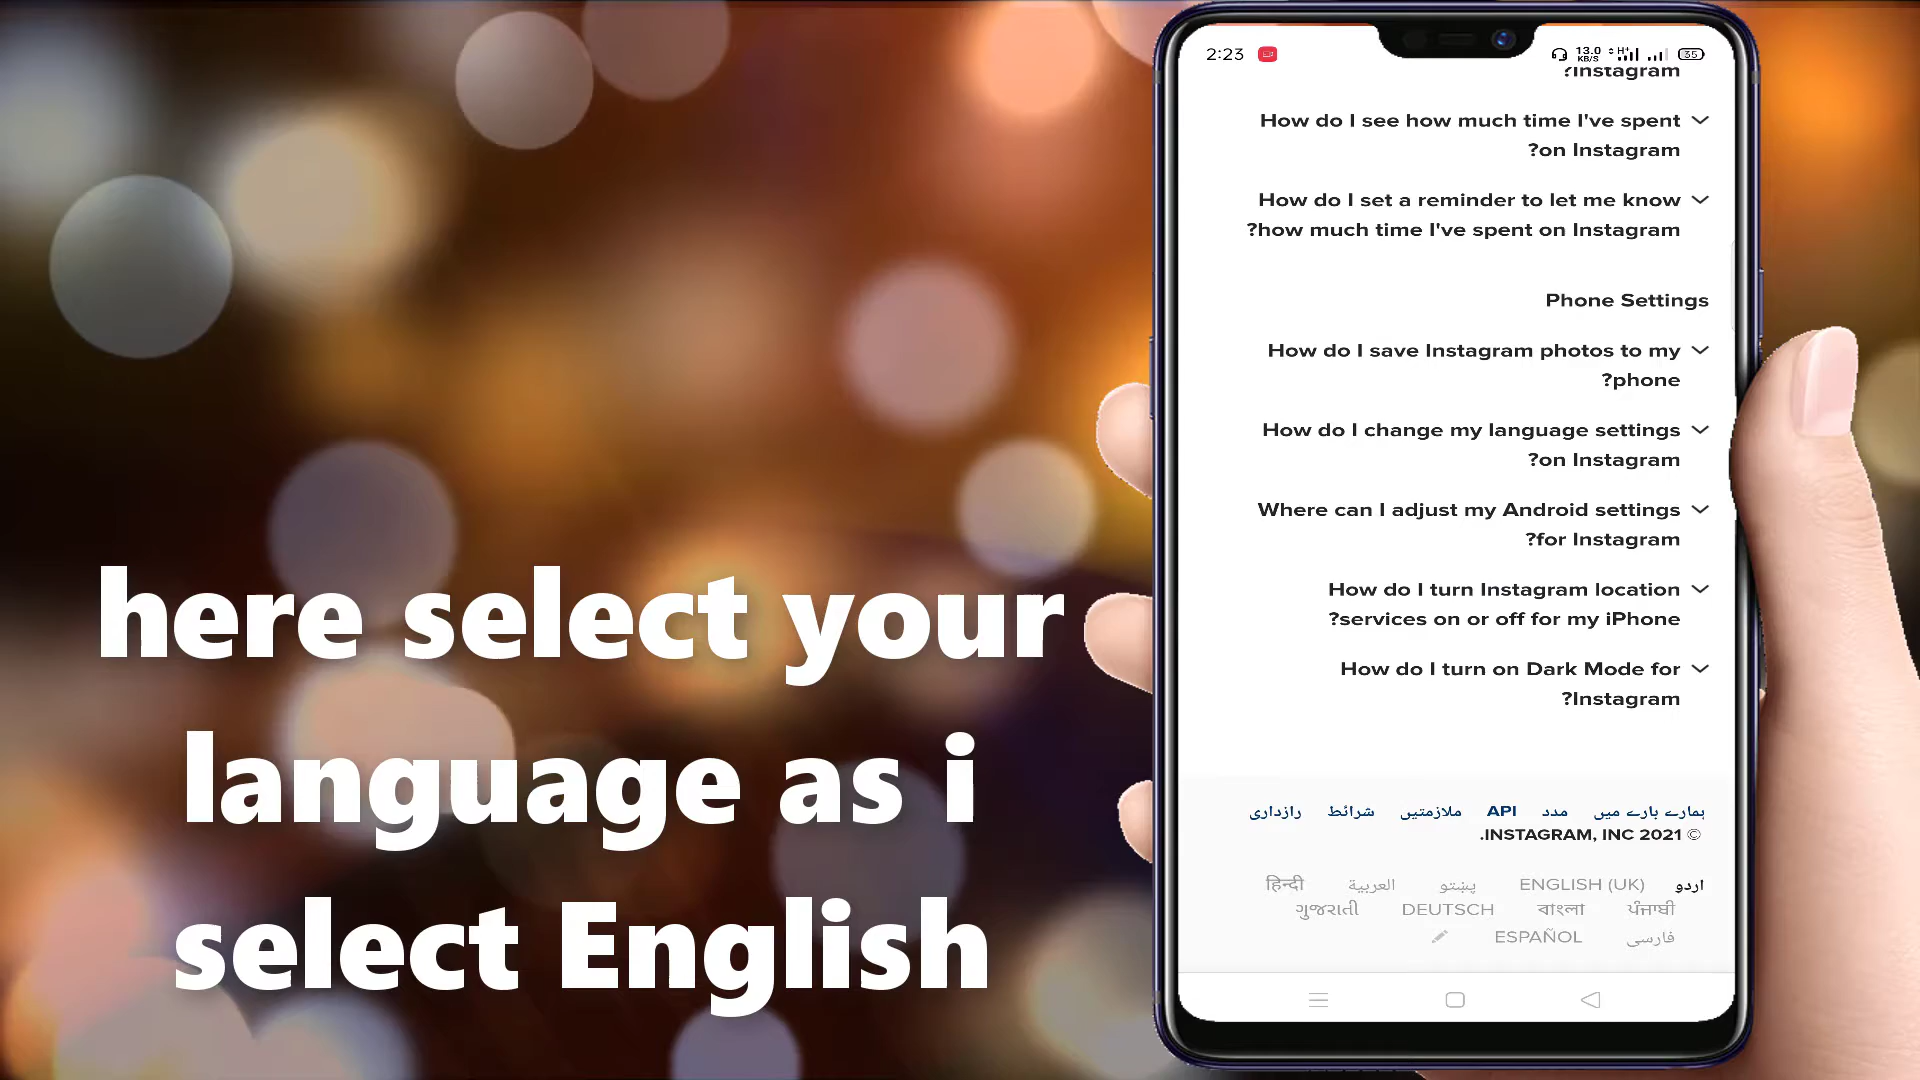 here select your
language as i
select English
2:23
13.0 KB/S H+ 35
?Instagram
How do I see how much time I've spent
?on Instagram
How do I set a reminder to let me know
?how much time I've spent on Instagram
Phone Settings
How do I save Instagram photos to my
?phone
How do I change my language settings
?on Instagram
Where can I adjust my Android settings
?for Instagram
How do I turn Instagram location
?services on or off for my iPhone
How do I turn on Dark Mode for
?Instagram
ہمارے بارے میں مدد API ملازمتیں شرائط رازداری
.INSTAGRAM, INC 2021 ©
اردو ENGLISH (UK) پښتو العربية हिन्दी
ਪੰਜਾਬੀ বাংলা DEUTSCH ગુજરાતી
فارسی ESPAÑOL